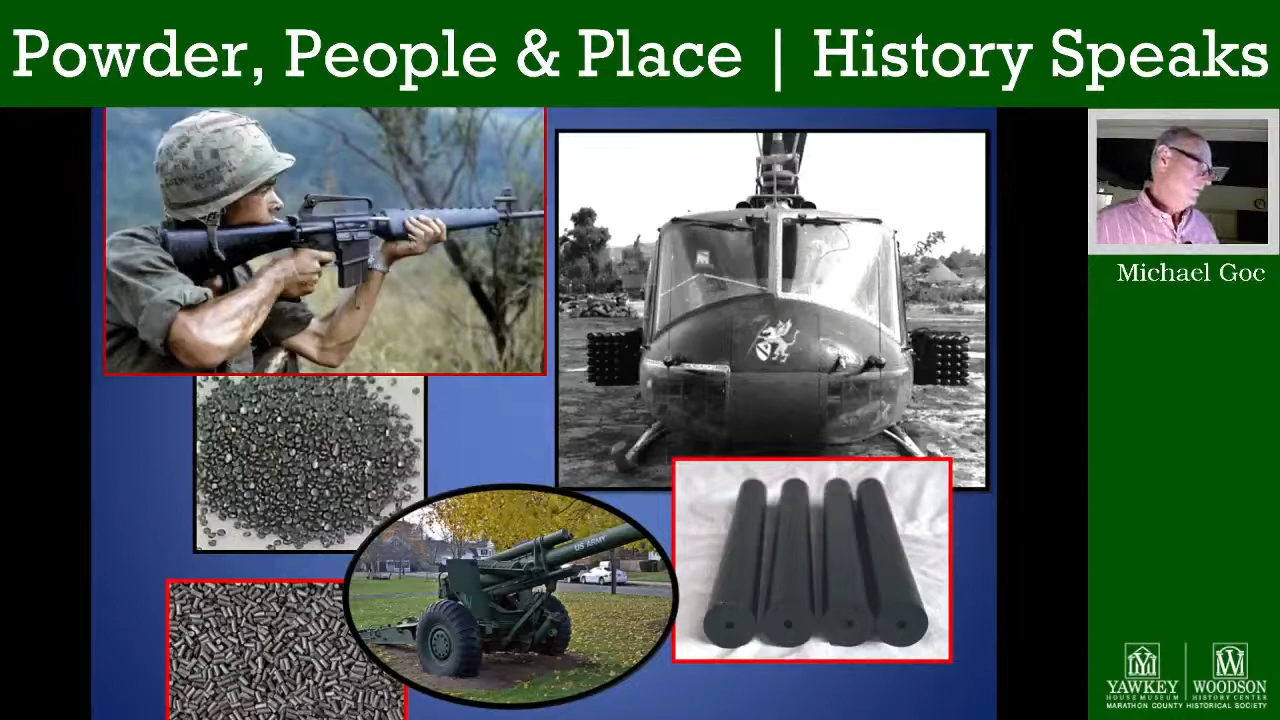 Powder, People & Place | History Speaks
Michael Goc
US ARMY
YAWKEY
HOUSE MUSEUM
WOODSON
HISTORY CENTER
MARATHON COUNTY HISTORICAL SOCIETY